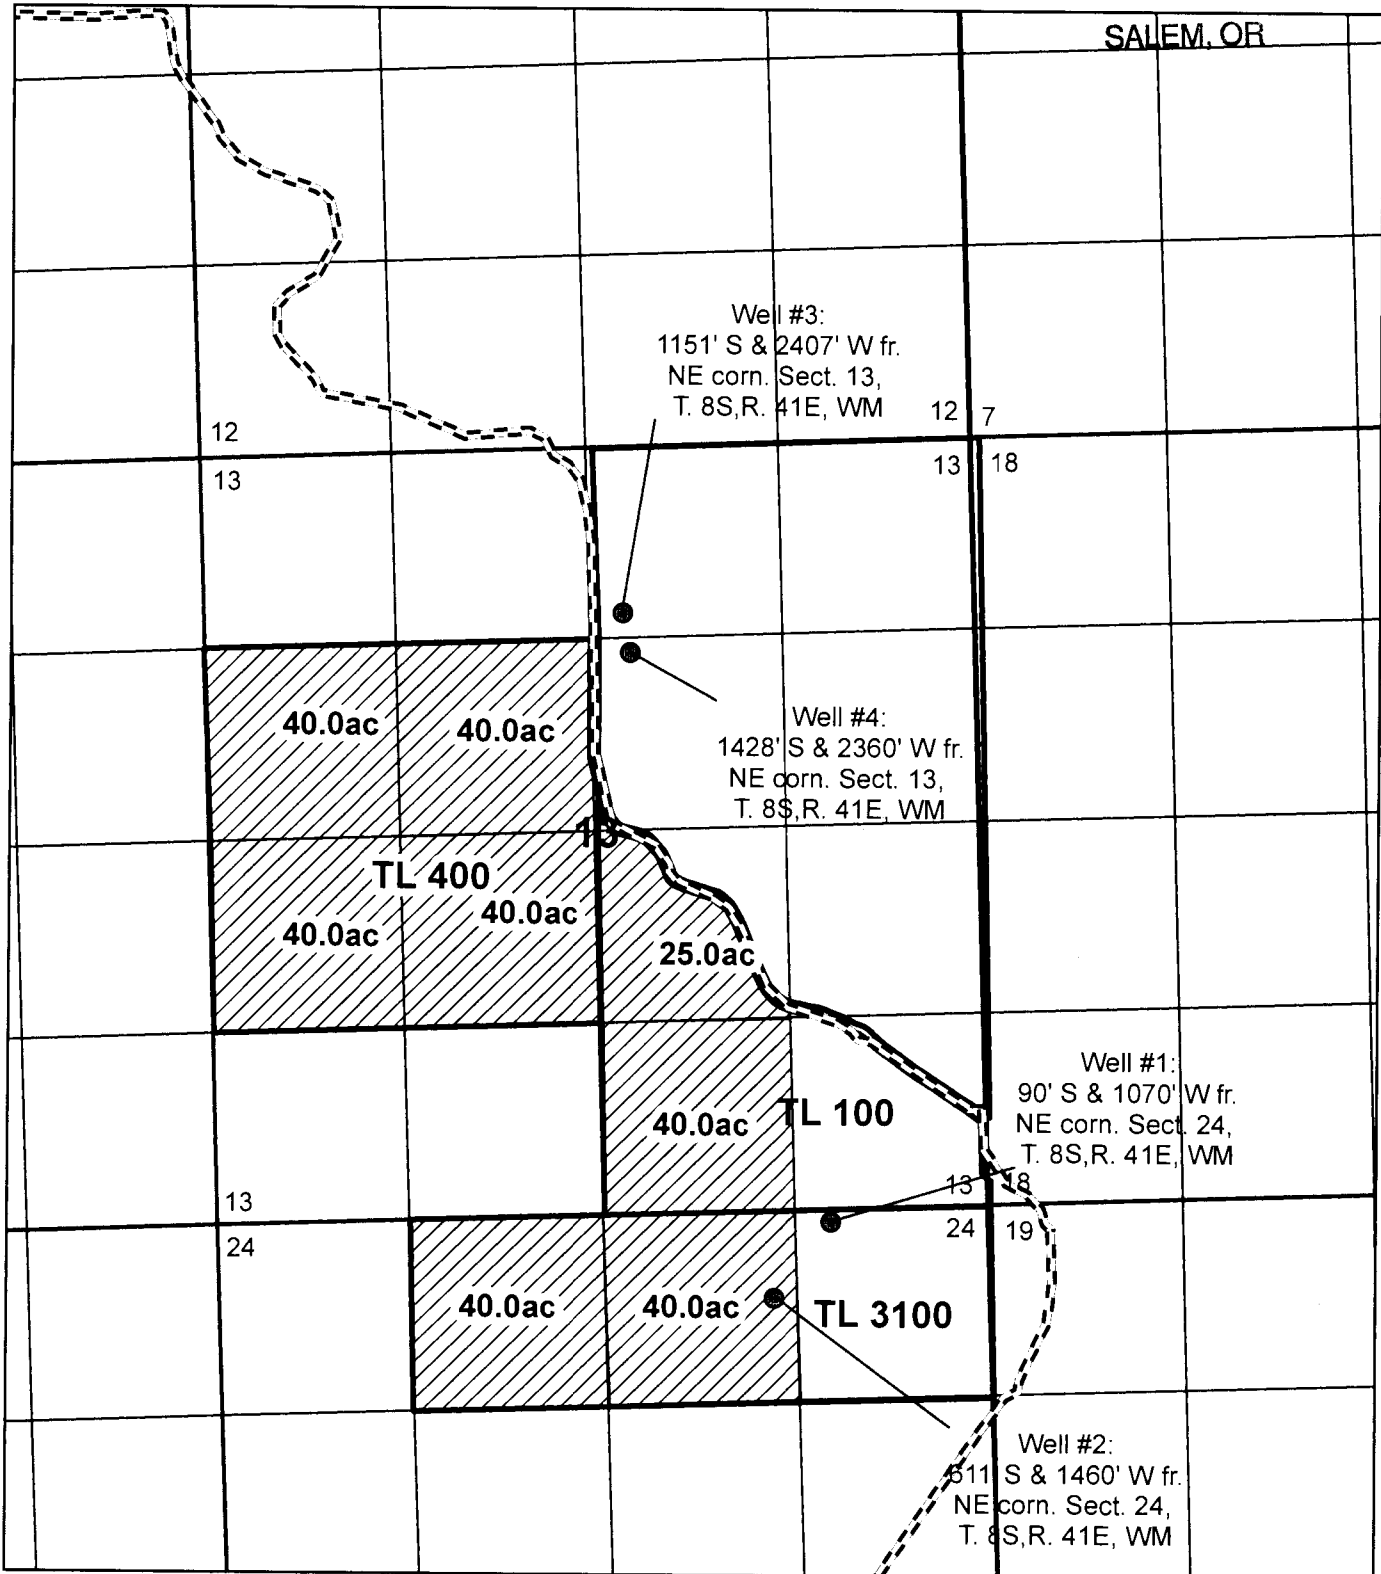 SALEM, OR
Well #3:
1151' S & 2407' W fr.
NE corn. Sect. 13,
T. 8S,R. 41E, WM
12
12
7
13
13
18
Well #4:
1428' S & 2360' W fr.
NE corn. Sect. 13,
T. 8S,R. 41E, WM
40.0ac
40.0ac
13
TL 400
40.0ac
40.0ac
25.0ac
Well #1:
90' S & 1070' W fr.
NE corn. Sect. 24,
T. 8S,R. 41E, WM
40.0ac
TL 100
13
13
18
24
24
19
40.0ac
40.0ac
TL 3100
Well #2:
611' S & 1460' W fr.
NE corn. Sect. 24,
T. 8S,R. 41E, WM